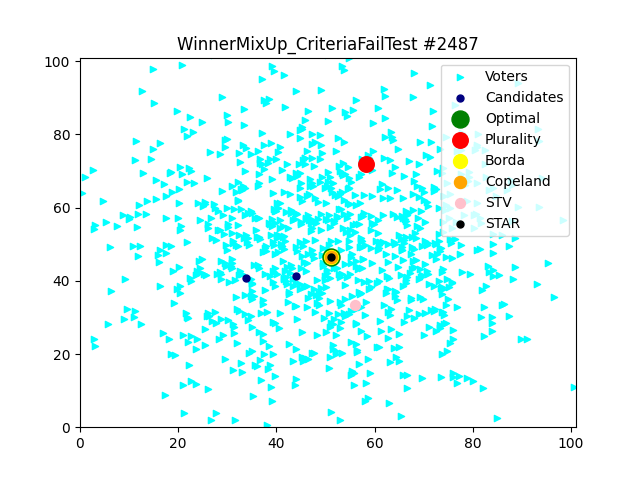 WinnerMixUp_CriteriaFailTest #2487
100
80
60
40
20
0
0
20
40
60
80
100
Voters
Candidates
Optimal
Plurality
Borda
Copeland
STV
STAR